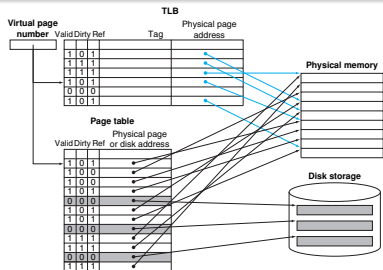 TLB
Virtual page
number
Valid Dirty Ref
Tag
Physical page
address
1 0 1
1 1 1
1 1 1
1 0 1
0 0 0
1 0 1
Physical memory
Page table
Valid Dirty Ref
Physical page
or disk address
1 0 1
1 0 0
1 0 0
1 0 1
0 0 0
1 0 1
1 0 1
0 0 0
1 1 1
1 1 1
0 0 0
1 1 1
Disk storage